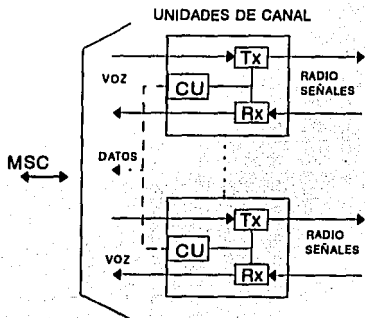 UNIDADES DE CANAL
Tx
VOZ
CU
RADIO
SEÑALES
Rx
DATOS
MSC
Tx
CU
RADIO
SEÑALES
VOZ
Rx